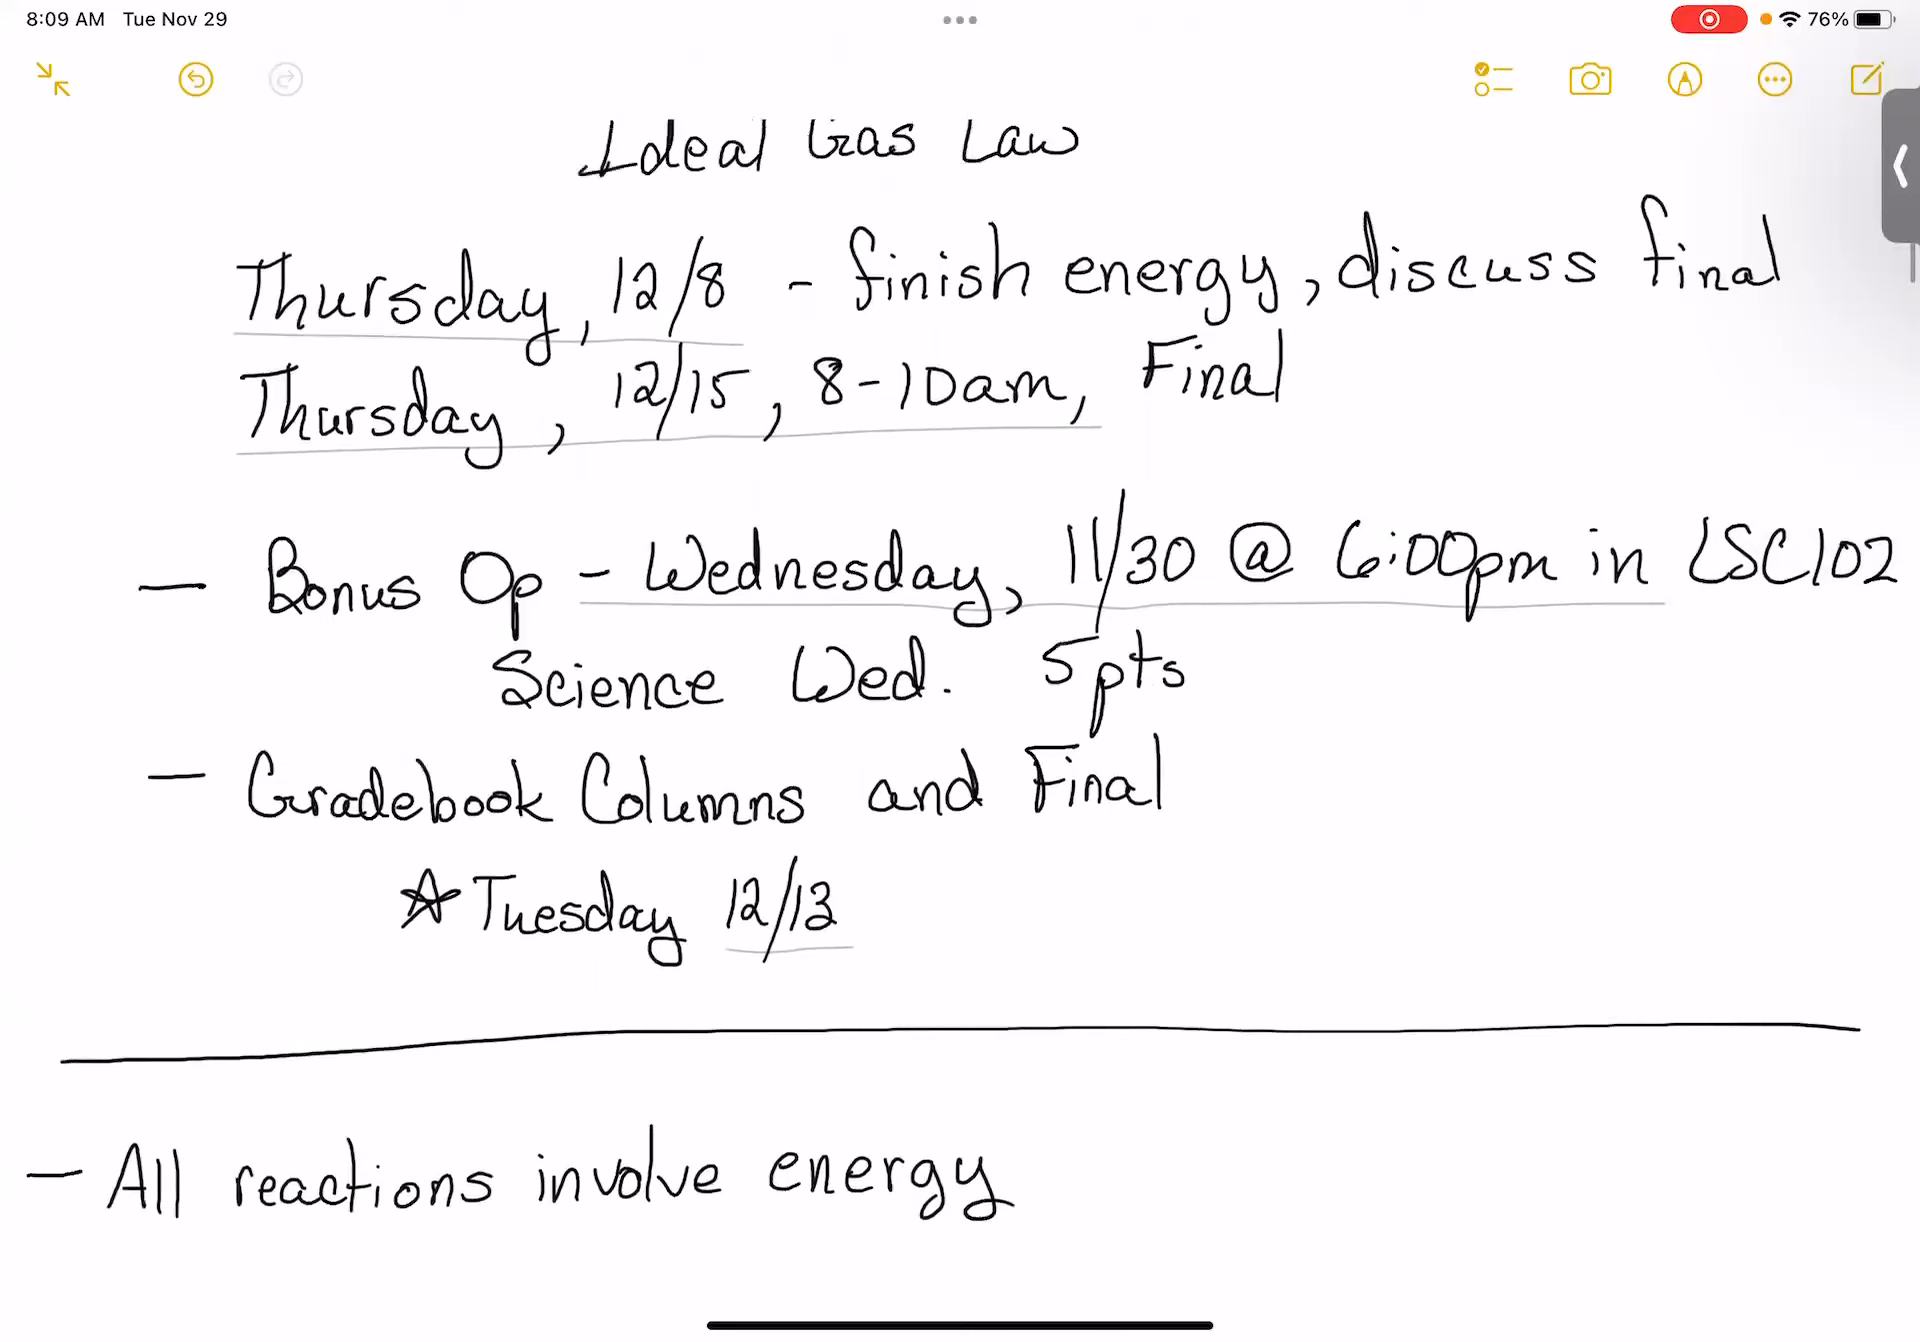 8:09 AM Tue Nov 29
76%
Ideal Gas Law
Thursday, 12/8 - finish energy, discuss final
Thursday, 12/15, 8-10am, Final
- Bonus Op - Wednesday, 11/30 @ 6:00pm in LSC102
Science Wed. 5pts
- Gradebook Columns and Final
☆ Tuesday 12/13
- All reactions involve energy